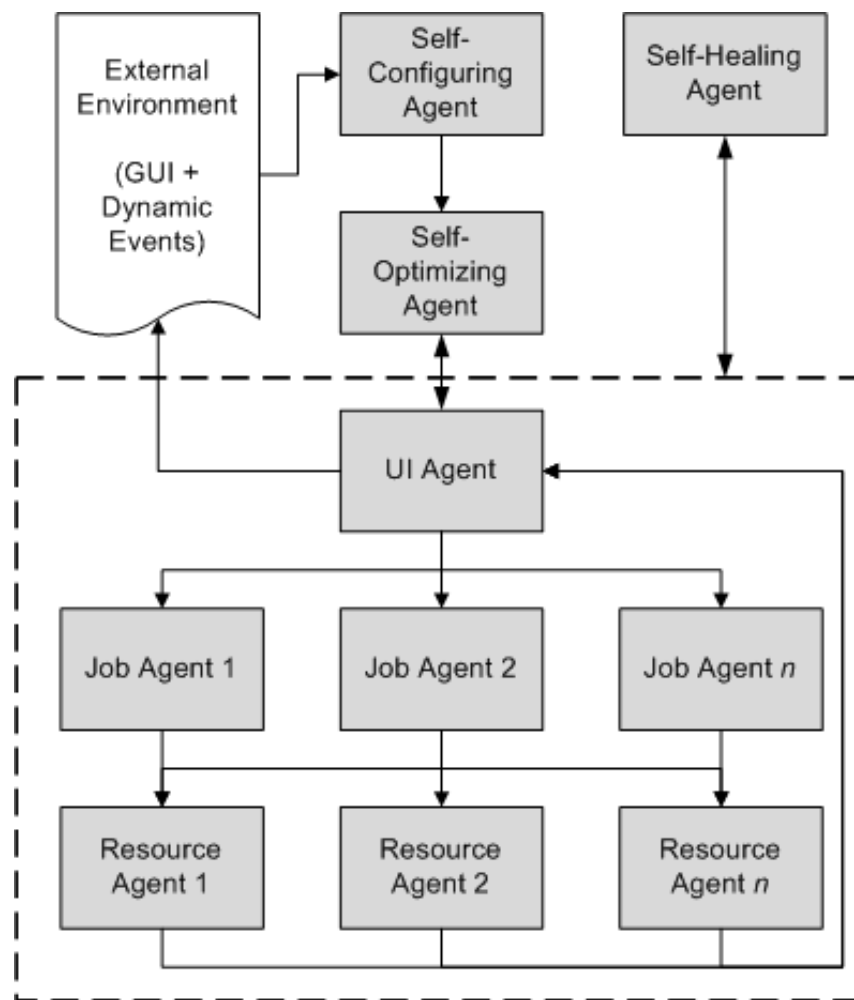 External
Environment
(GUI +
Dynamic
Events)
Self-
Configuring
Agent
Self-Healing
Agent
Self-
Optimizing
Agent
UI Agent
Job Agent 1
Job Agent 2
Job Agent n
Resource
Agent 1
Resource
Agent 2
Resource
Agent n